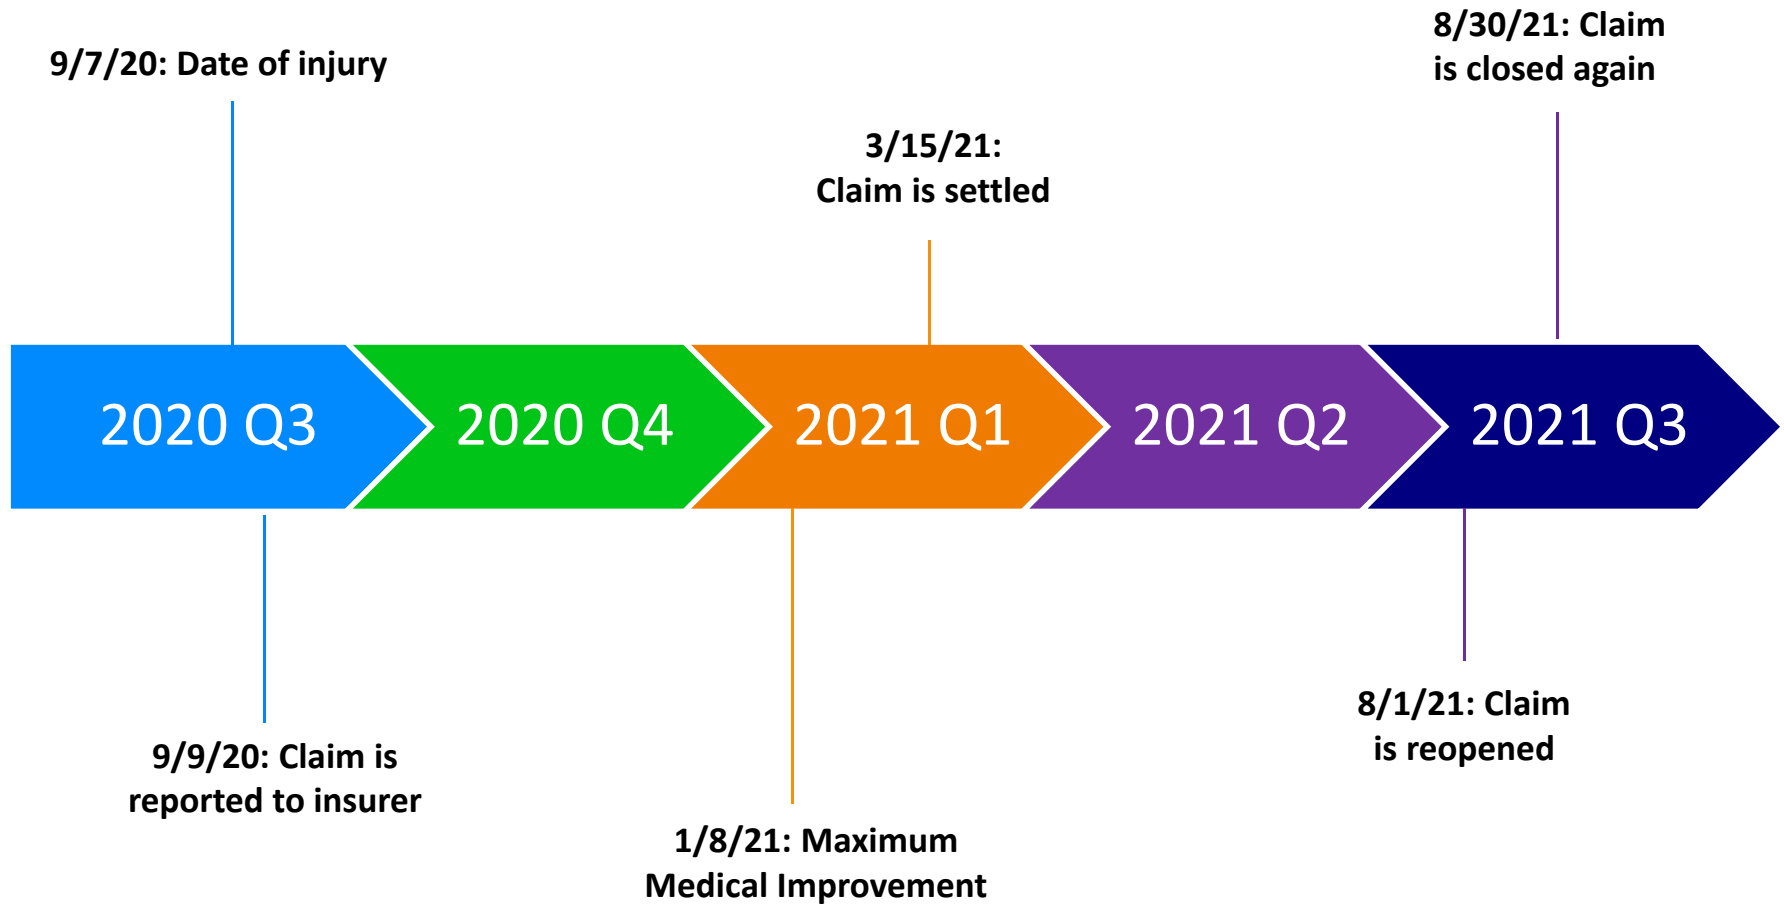 9/7/20: Date of injury
8/30/21: Claim
is closed again
3/15/21:
Claim is settled
2020 Q3
2020 Q4
2021 Q1
2021 Q2
2021 Q3
9/9/20: Claim is
reported to insurer
1/8/21: Maximum
Medical Improvement
8/1/21: Claim
is reopened